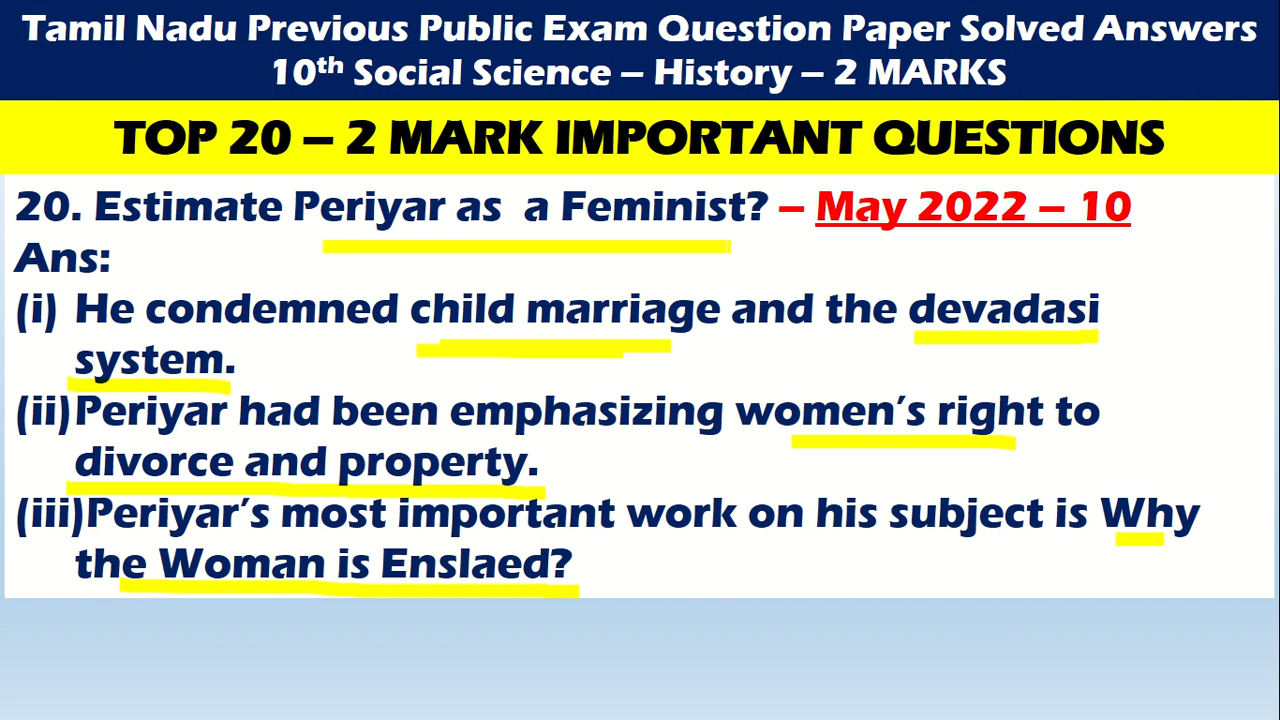 Tamil Nadu Previous Public Exam Question Paper Solved Answers
10th Social Science – History – 2 MARKS
TOP 20 – 2 MARK IMPORTANT QUESTIONS
20. Estimate Periyar as a Feminist? – May 2022 – 10
Ans:
(i) He condemned child marriage and the devadasi
system.
(ii)Periyar had been emphasizing women's right to
divorce and property.
(iii)Periyar's most important work on his subject is Why
the Woman is Enslaed?